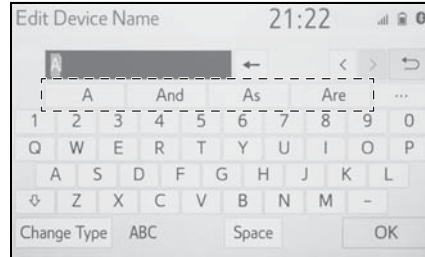 Edit Device Name 21:22 0
A ←  < >
A And As Are ...
1 2 3 4 5 6 7 8 9 0
Q W E R T Y U I O P
A S D F G H J K L
Z X C V B N M -
Change Type ABC Space OK